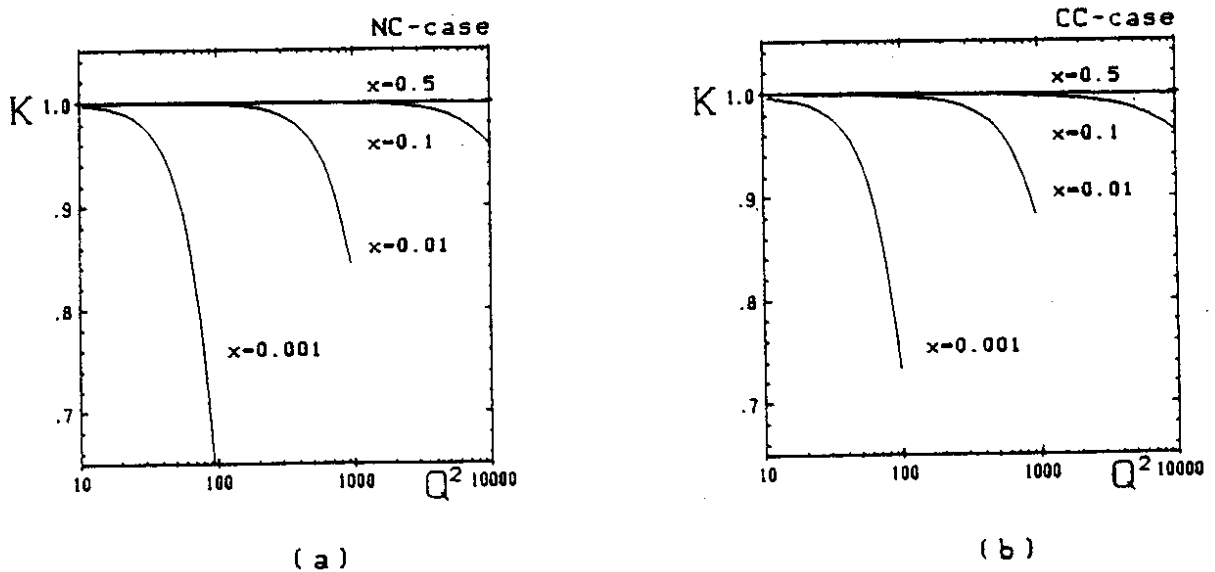 NC-case
K
1.0
.9
.8
.7
x=0.5
x=0.1
x=0.01
x=0.001
10
100
1000
Q²
10000
(a)
CC-case
K
1.0
.9
.8
.7
x=0.5
x=0.1
x=0.01
x=0.001
10
100
1000
Q²
10000
(b)